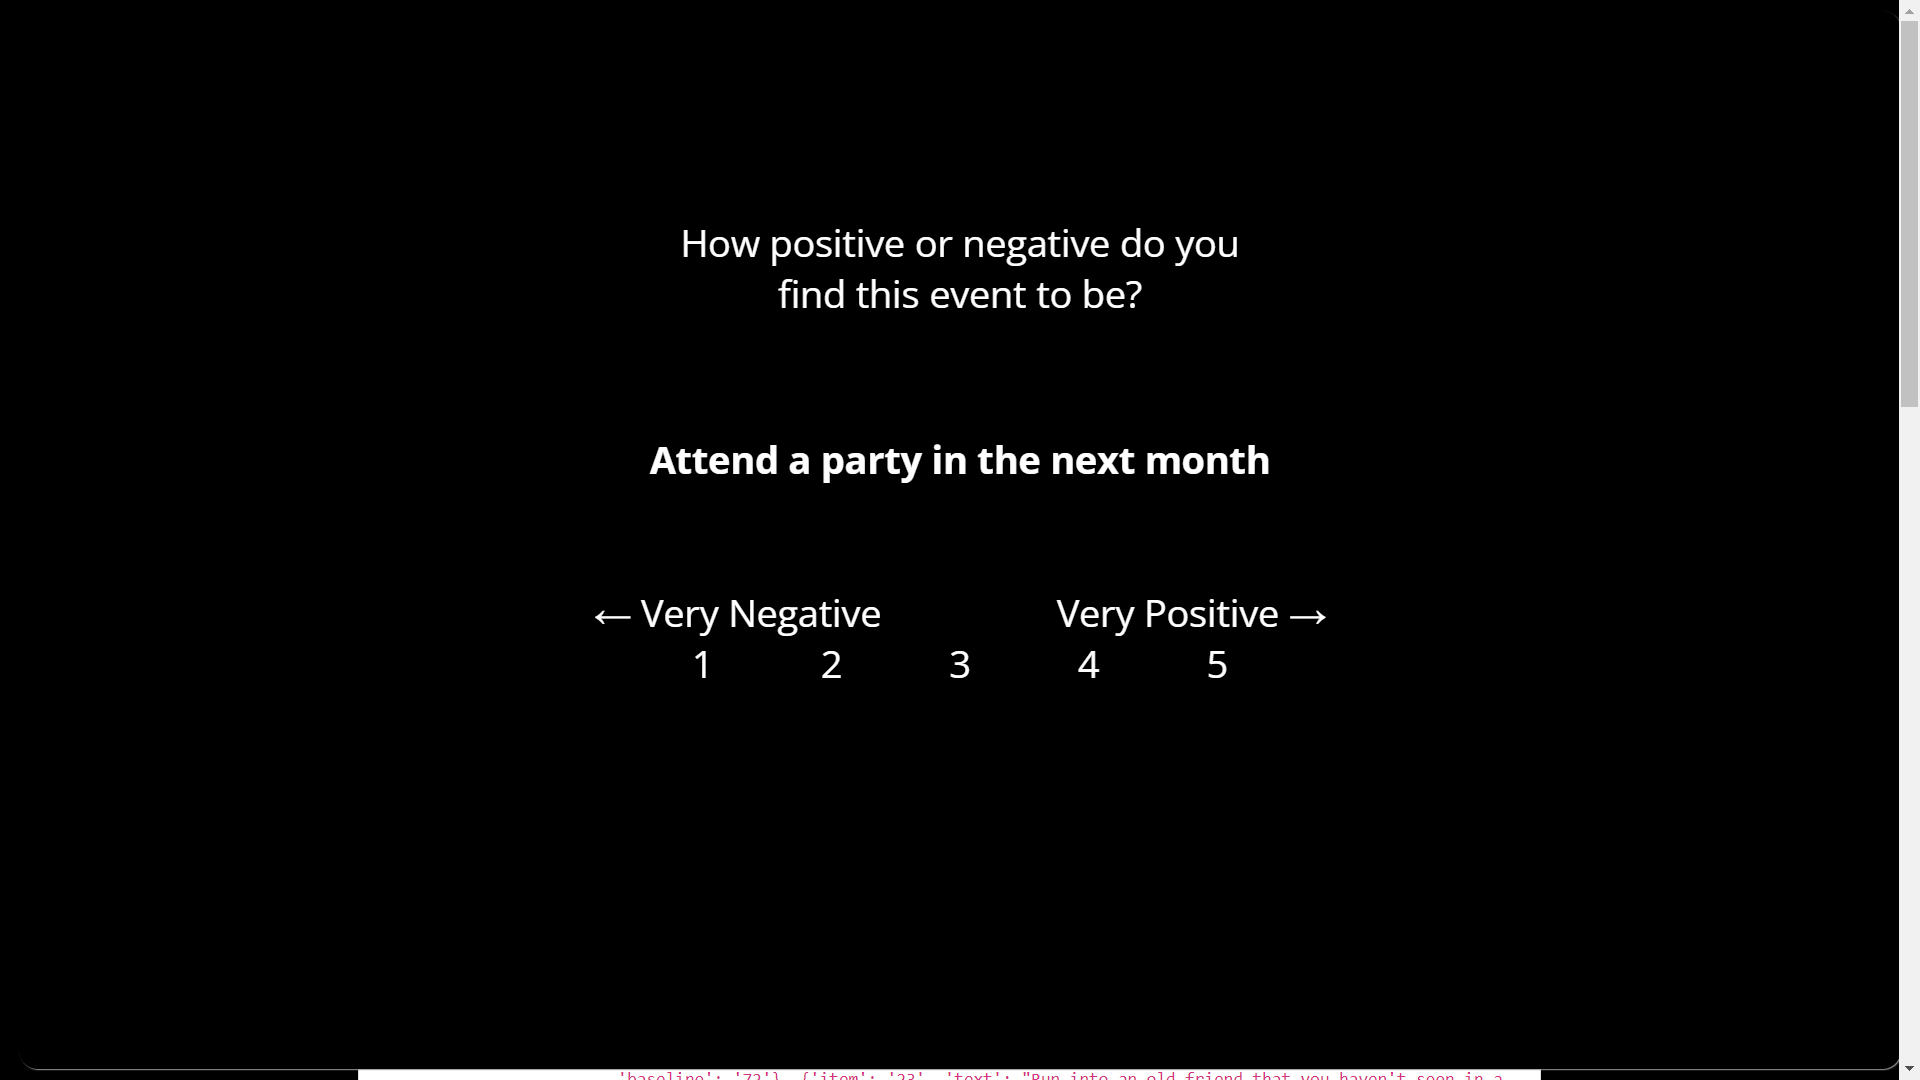 How positive or negative do you
find this event to be?
Attend a party in the next month
← Very Negative Very Positive →
1 2 3 4 5
'baseline': '72'}, {'item': '23', 'text': "Run into an old friend that you haven't seen in a